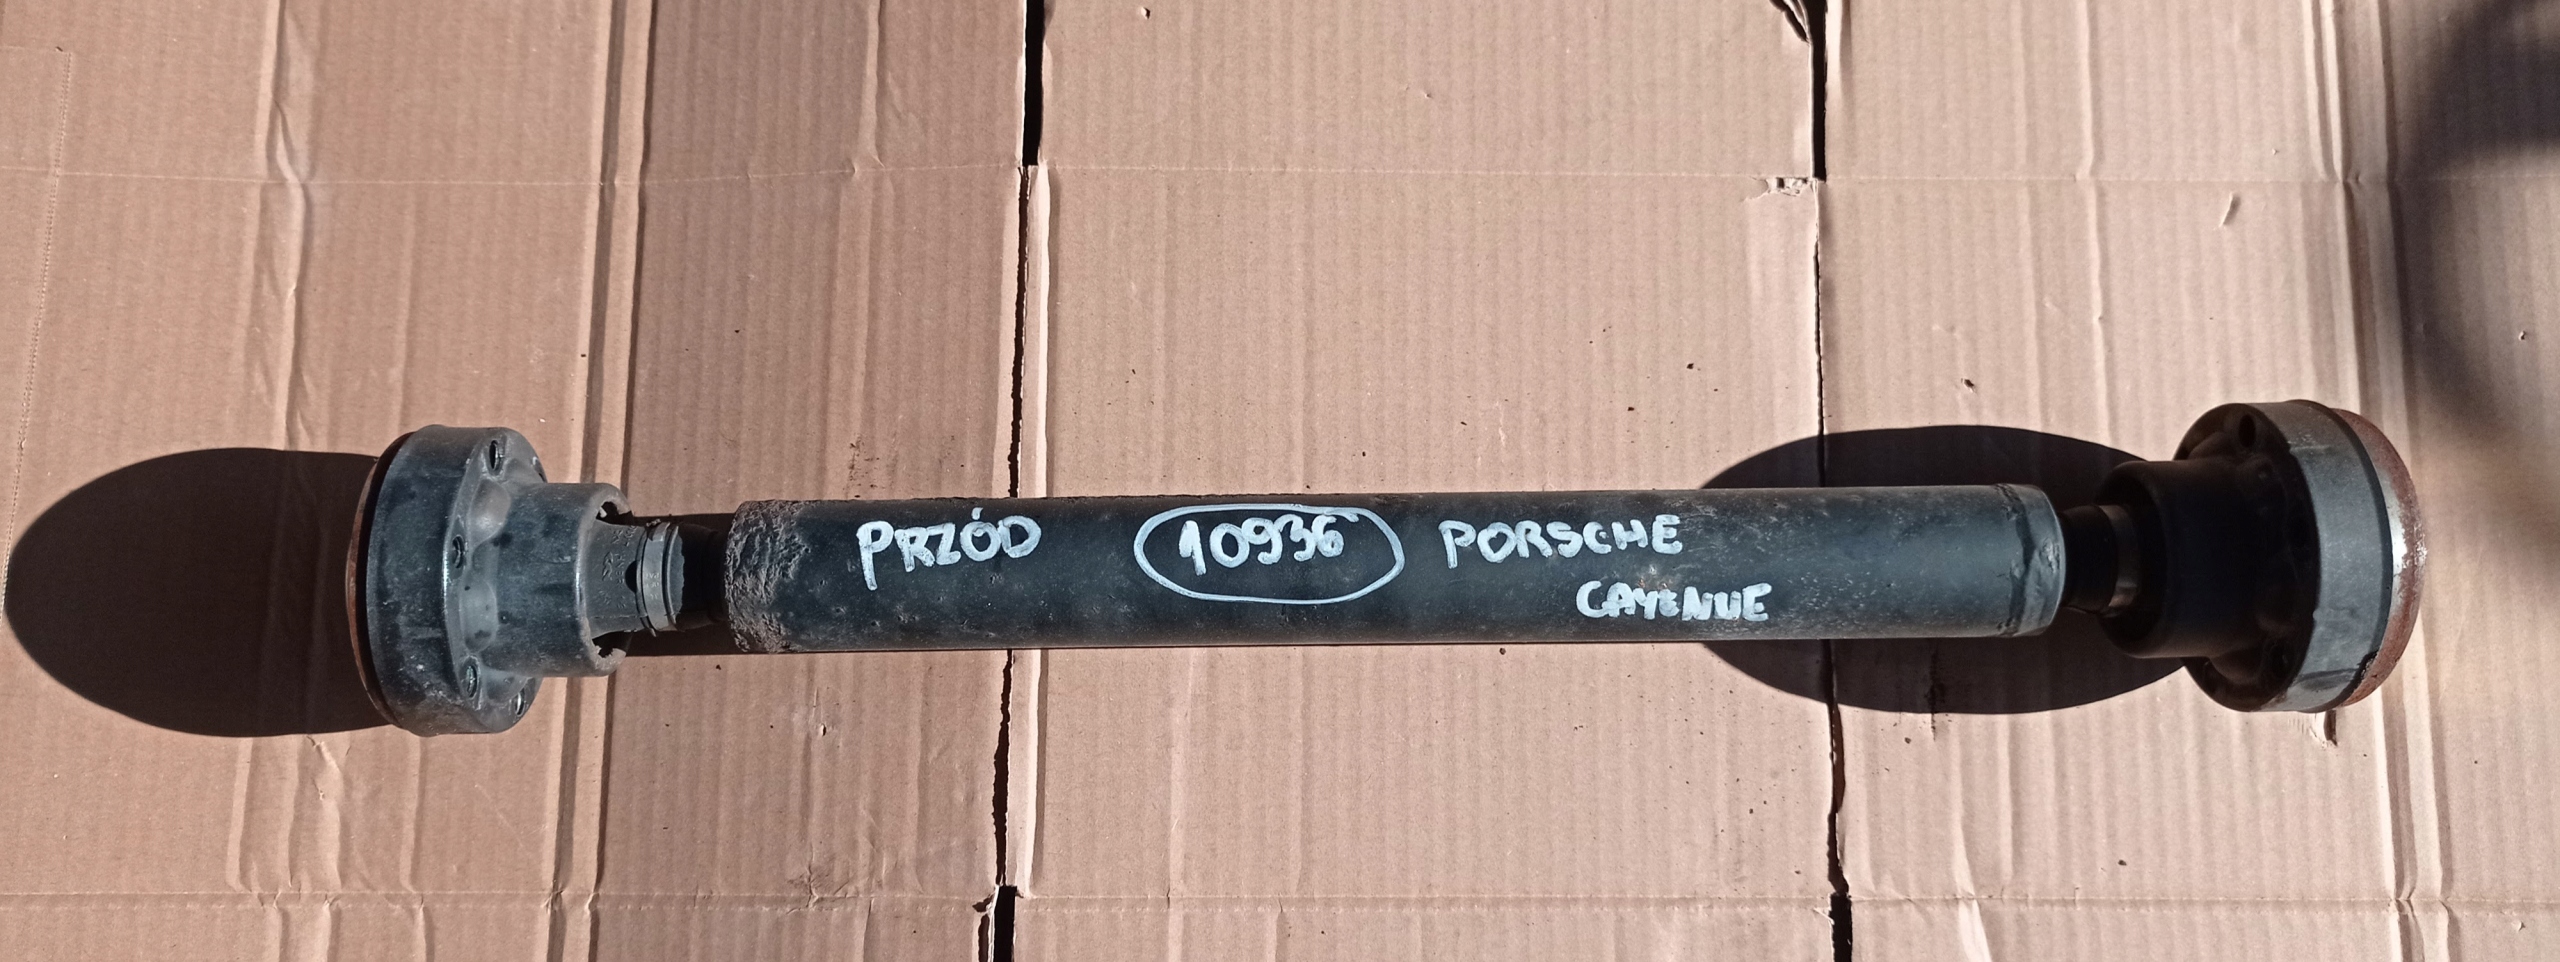 PRZÓD 10936 PORSCHE
CAYENNE